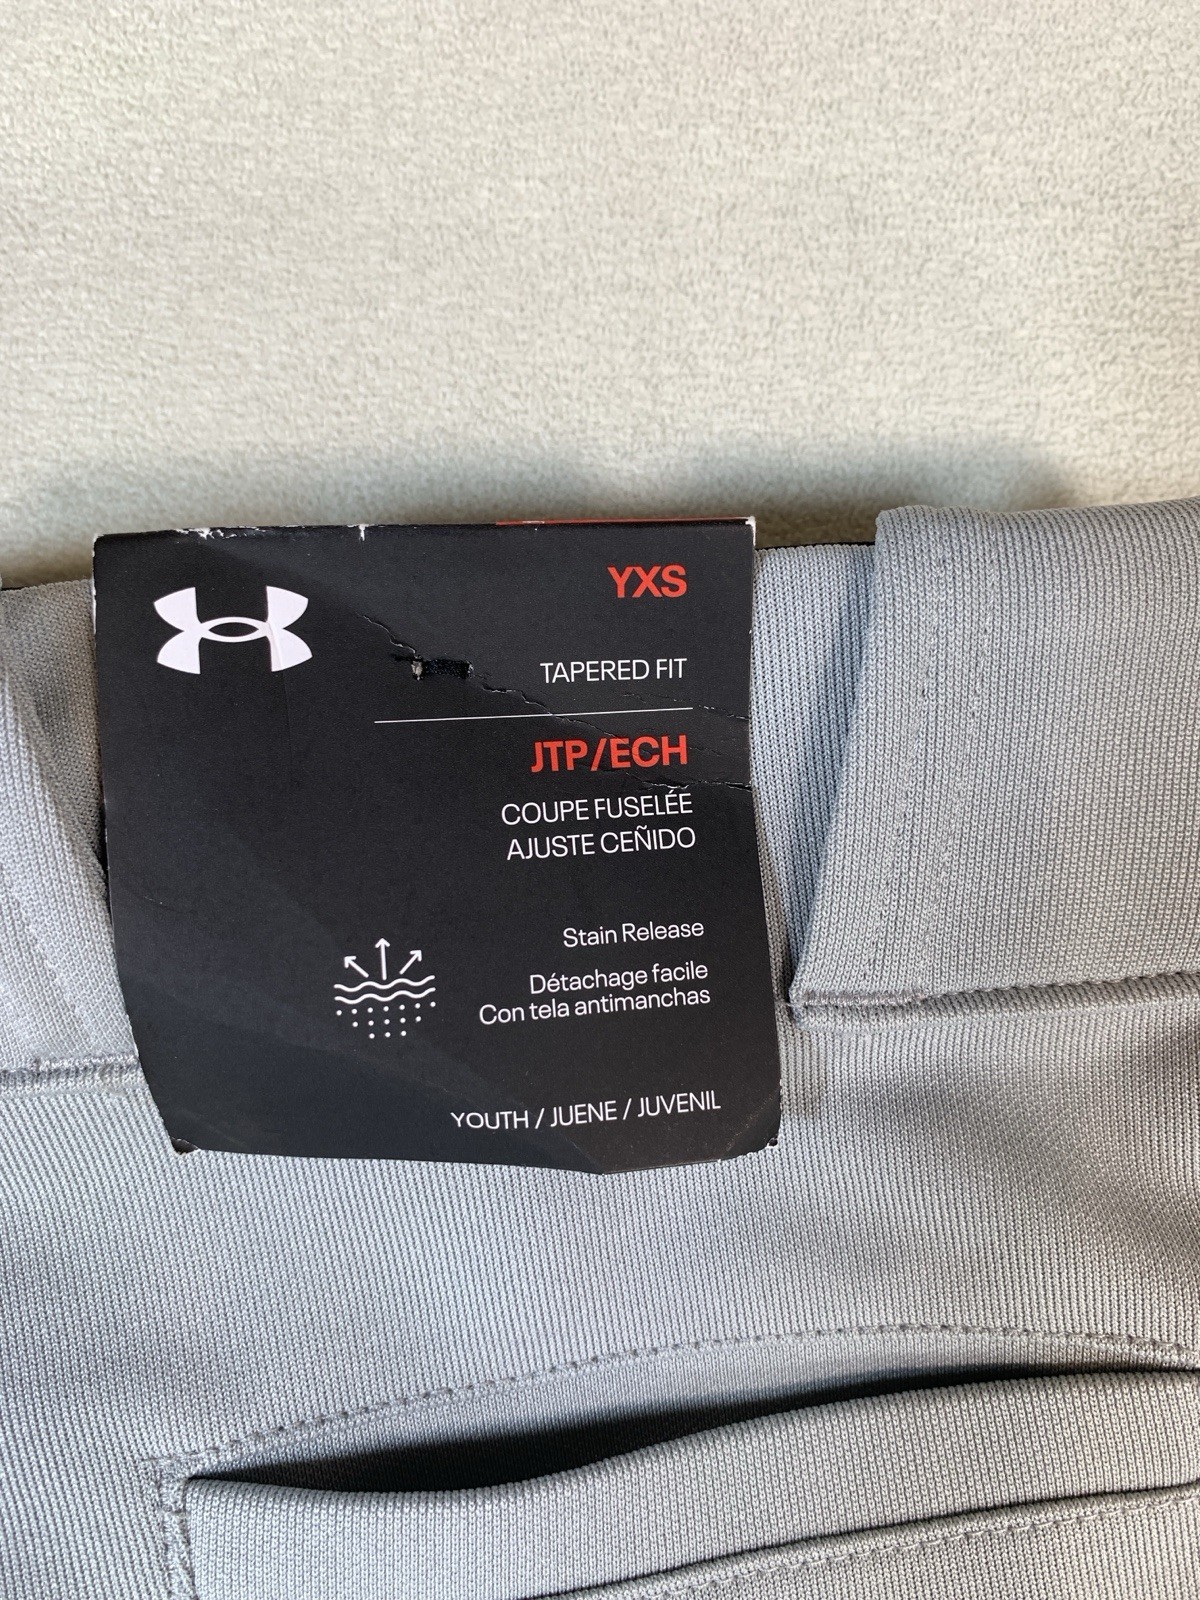 YXS
TAPERED FIT
JTP/ECH
COUPE FUSELÉE
AJUSTE CEÑIDO
Stain Release
Détachage facile
Con tela antimanchas
YOUTH / JUENE / JUVENIL